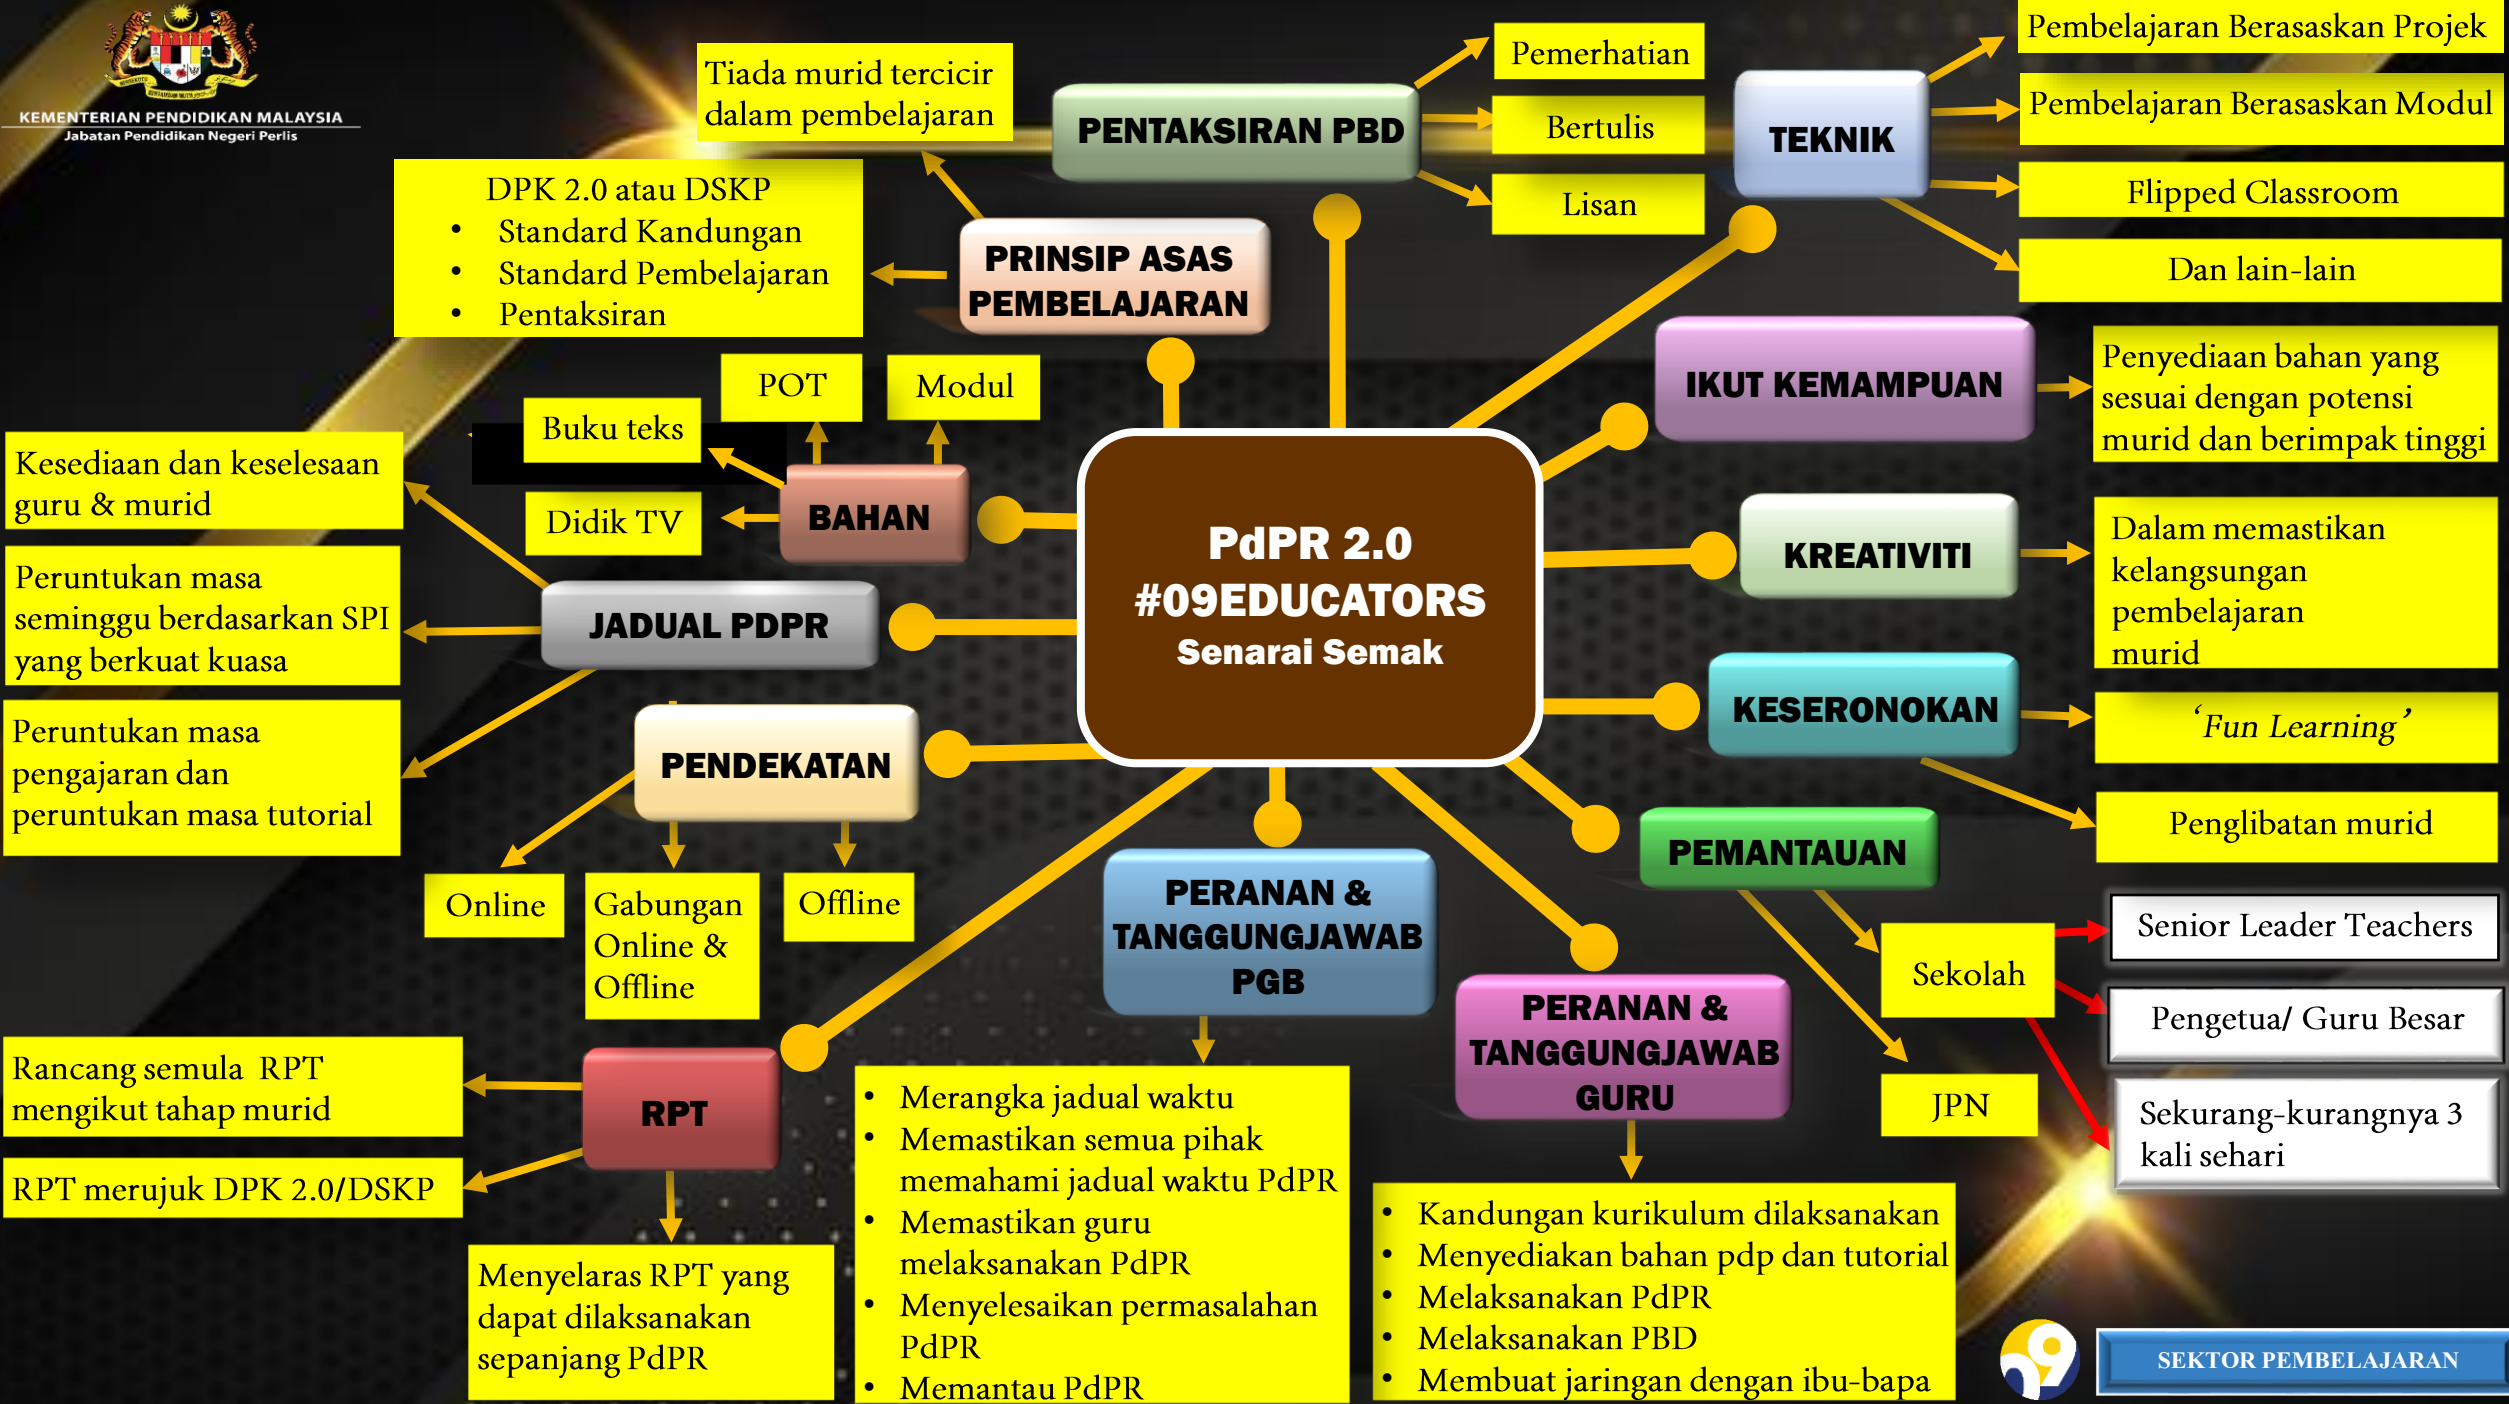 KEMENTERIAN PENDIDIKAN MALAYSIA
Jabatan Pendidikan Negeri Perlis
PdPR 2.0
#09EDUCATORS
Senarai Semak
PENTAKSIRAN PBD
Pemerhatian
Bertulis
Lisan
TEKNIK
Pembelajaran Berasaskan Projek
Pembelajaran Berasaskan Modul
Flipped Classroom
Dan lain-lain
PRINSIP ASAS
PEMBELAJARAN
Tiada murid tercicir
dalam pembelajaran
DPK 2.0 atau DSKP
• Standard Kandungan
• Standard Pembelajaran
• Pentaksiran
IKUT KEMAMPUAN
Penyediaan bahan yang
sesuai dengan potensi
murid dan berimpak tinggi
BAHAN
POT
Modul
Buku teks
Didik TV
KREATIVITI
Dalam memastikan
kelangsungan
pembelajaran
murid
JADUAL PDPR
Kesediaan dan keselesaan
guru & murid
Peruntukan masa
seminggu berdasarkan SPI
yang berkuat kuasa
Peruntukan masa
pengajaran dan
peruntukan masa tutorial
KESERONOKAN
‘Fun Learning’
Penglibatan murid
PENDEKATAN
Online
Gabungan
Online &
Offline
Offline
PEMANTAUAN
Sekolah
JPN
Senior Leader Teachers
Pengetua/ Guru Besar
Sekurang-kurangnya 3
kali sehari
RPT
Rancang semula RPT
mengikut tahap murid
RPT merujuk DPK 2.0/DSKP
Menyelaras RPT yang
dapat dilaksanakan
sepanjang PdPR
PERANAN &
TANGGUNGJAWAB
PGB
• Merangka jadual waktu
• Memastikan semua pihak
memahami jadual waktu PdPR
• Memastikan guru
melaksanakan PdPR
• Menyelesaikan permasalahan
PdPR
• Memantau PdPR
PERANAN &
TANGGUNGJAWAB
GURU
• Kandungan kurikulum dilaksanakan
• Menyediakan bahan pdp dan tutorial
• Melaksanakan PdPR
• Melaksanakan PBD
• Membuat jaringan dengan ibu-bapa
09
SEKTOR PEMBELAJARAN